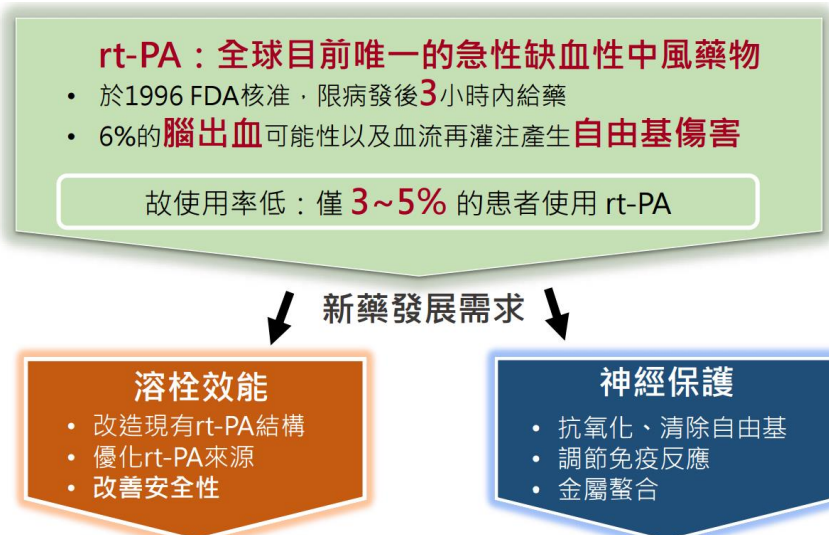 rt-PA：全球目前唯一的急性缺血性中風藥物
• 於1996 FDA核准，限病發後3小時內給藥
• 6%的腦出血可能性以及血流再灌注產生自由基傷害
故使用率低：僅 3~5% 的患者使用 rt-PA
新藥發展需求
溶栓效能
• 改造現有rt-PA結構
• 優化rt-PA來源
• 改善安全性
神經保護
• 抗氧化、清除自由基
• 調節免疫反應
• 金屬螯合